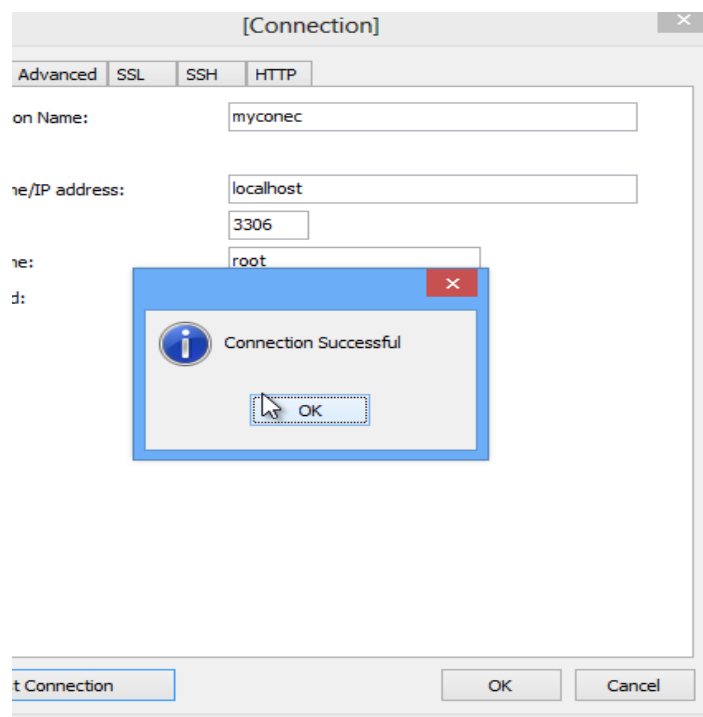 [Connection]
Advanced SSL SSH HTTP
on Name: myconec
ne/IP address: localhost
3306
ne: root
d:
Connection Successful
OK
t Connection OK Cancel